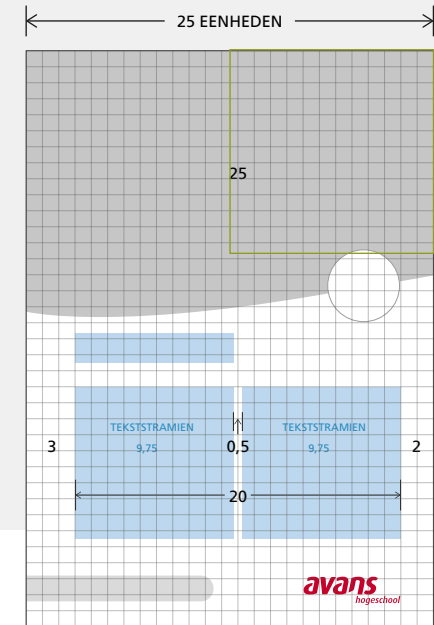 25 EENHEDEN
25
TEKSTSTRAMIEN
TEKSTSTRAMIEN
9,75
9,75
3
0,5
2
20
avans
hogeschool